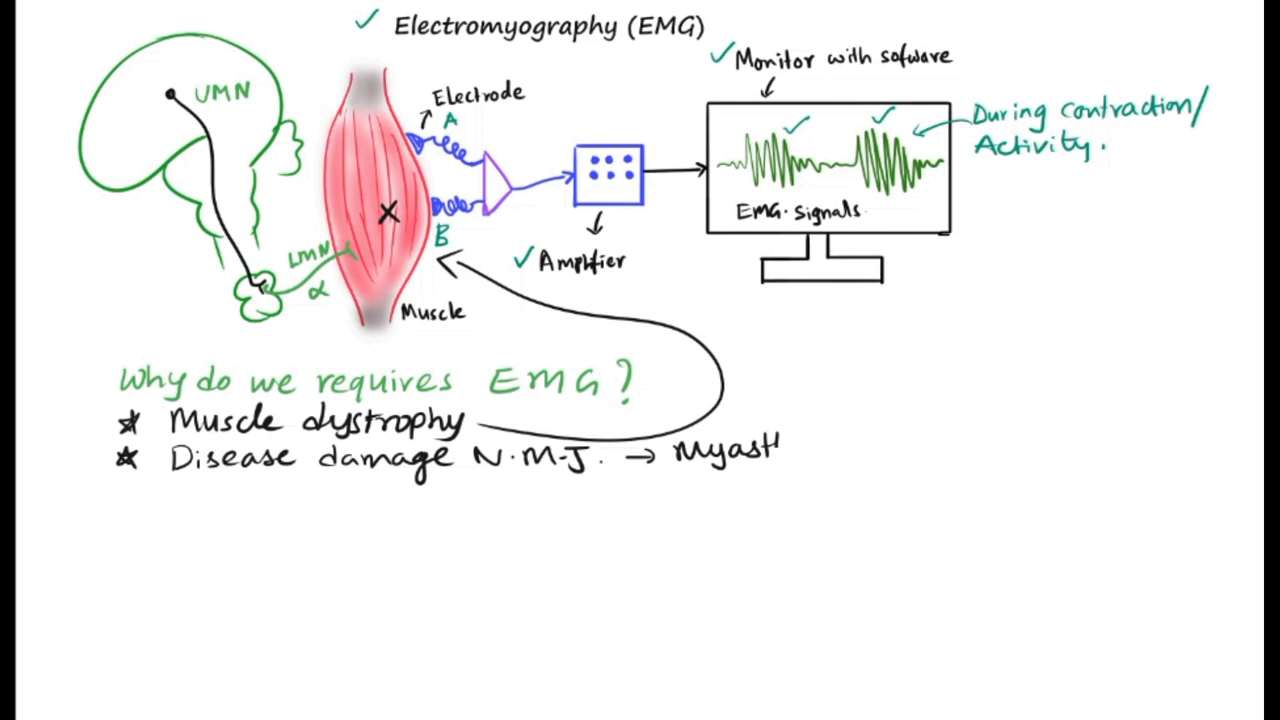 ✓ Electromyography (EMG)
✓ Monitor with sofware
UMN
Electrode
A
During contraction/
Activity.
EMG. signals
B
LMN
α
✓ Amplifier
Muscle
Why do we requires EMG?
* Muscle dystrophy
* Disease damage N.M.J. → Myast